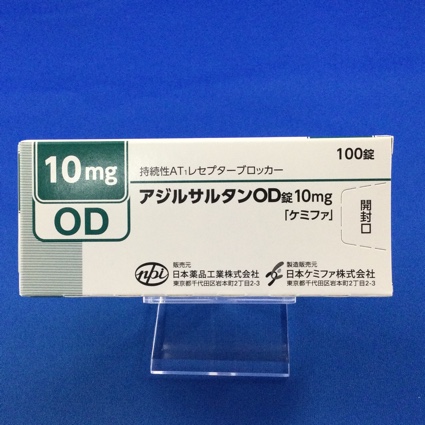 10mg
OD
持続性AT₁レセプターブロッカー
100錠
アジルサルタンOD錠10mg
「ケミファ」
開封口
npi
販売元
日本薬品工業株式会社
東京都千代田区岩本町2丁目2-3
製造販売元
日本ケミファ株式会社
東京都千代田区岩本町2丁目2-3